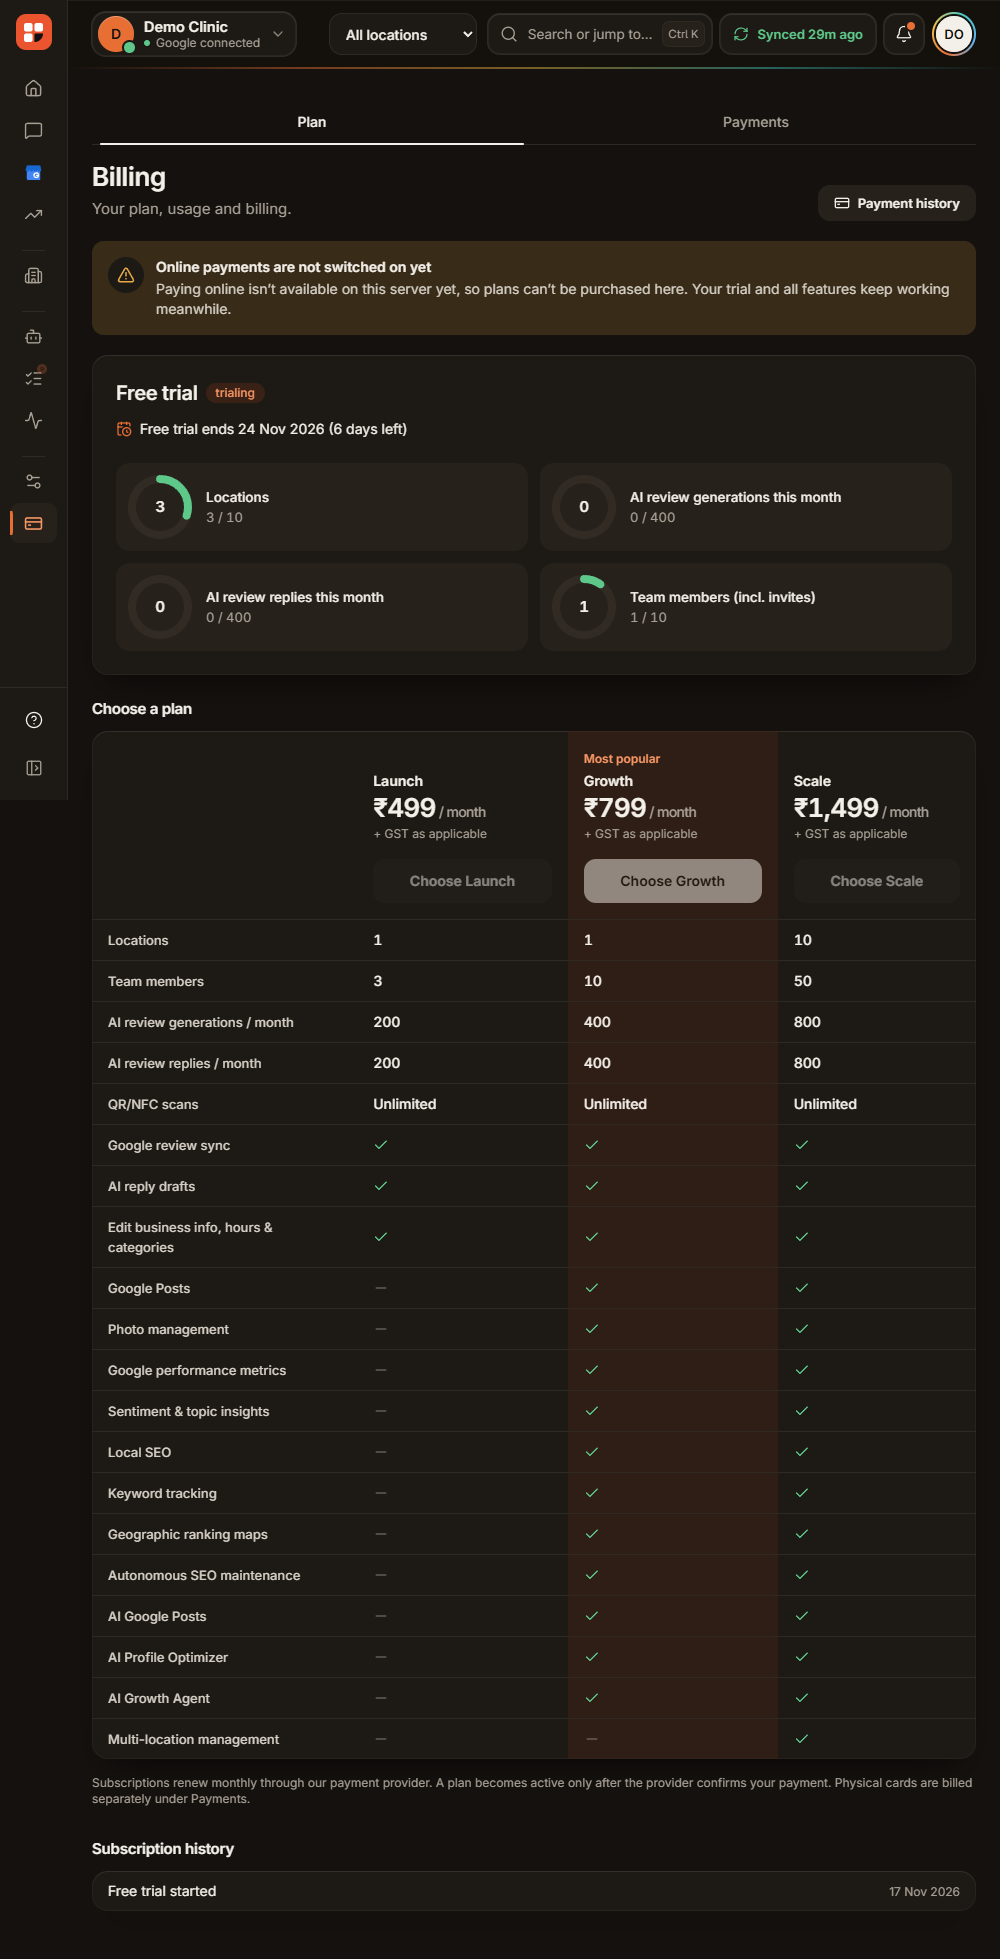 D
Demo Clinic
Google connected
All locations
Search or jump to...
Ctrl K
Synced 29m ago
DO
Plan
Payments
Billing
Your plan, usage and billing.
Payment history
Online payments are not switched on yet
Paying online isn't available on this server yet, so plans can't be purchased here. Your trial and all features keep working
meanwhile.
Free trial
trialing
Free trial ends 24 Nov 2026 (6 days left)
3
Locations
3 / 10
0
AI review generations this month
0 / 400
0
AI review replies this month
0 / 400
1
Team members (incl. invites)
1 / 10
Choose a plan
Most popular
Launch
Growth
Scale
₹499 / month
₹799 / month
₹1,499 / month
+ GST as applicable
+ GST as applicable
+ GST as applicable
Choose Launch
Choose Growth
Choose Scale
Locations 1 1 10
Team members 3 10 50
AI review generations / month 200 400 800
AI review replies / month 200 400 800
QR/NFC scans Unlimited Unlimited Unlimited
Google review sync
AI reply drafts
Edit business info, hours &
categories
Google Posts
Photo management
Google performance metrics
Sentiment & topic insights
Local SEO
Keyword tracking
Geographic ranking maps
Autonomous SEO maintenance
AI Google Posts
AI Profile Optimizer
AI Growth Agent
Multi-location management
Subscriptions renew monthly through our payment provider. A plan becomes active only after the provider confirms your payment. Physical cards are billed
separately under Payments.
Subscription history
Free trial started
17 Nov 2026